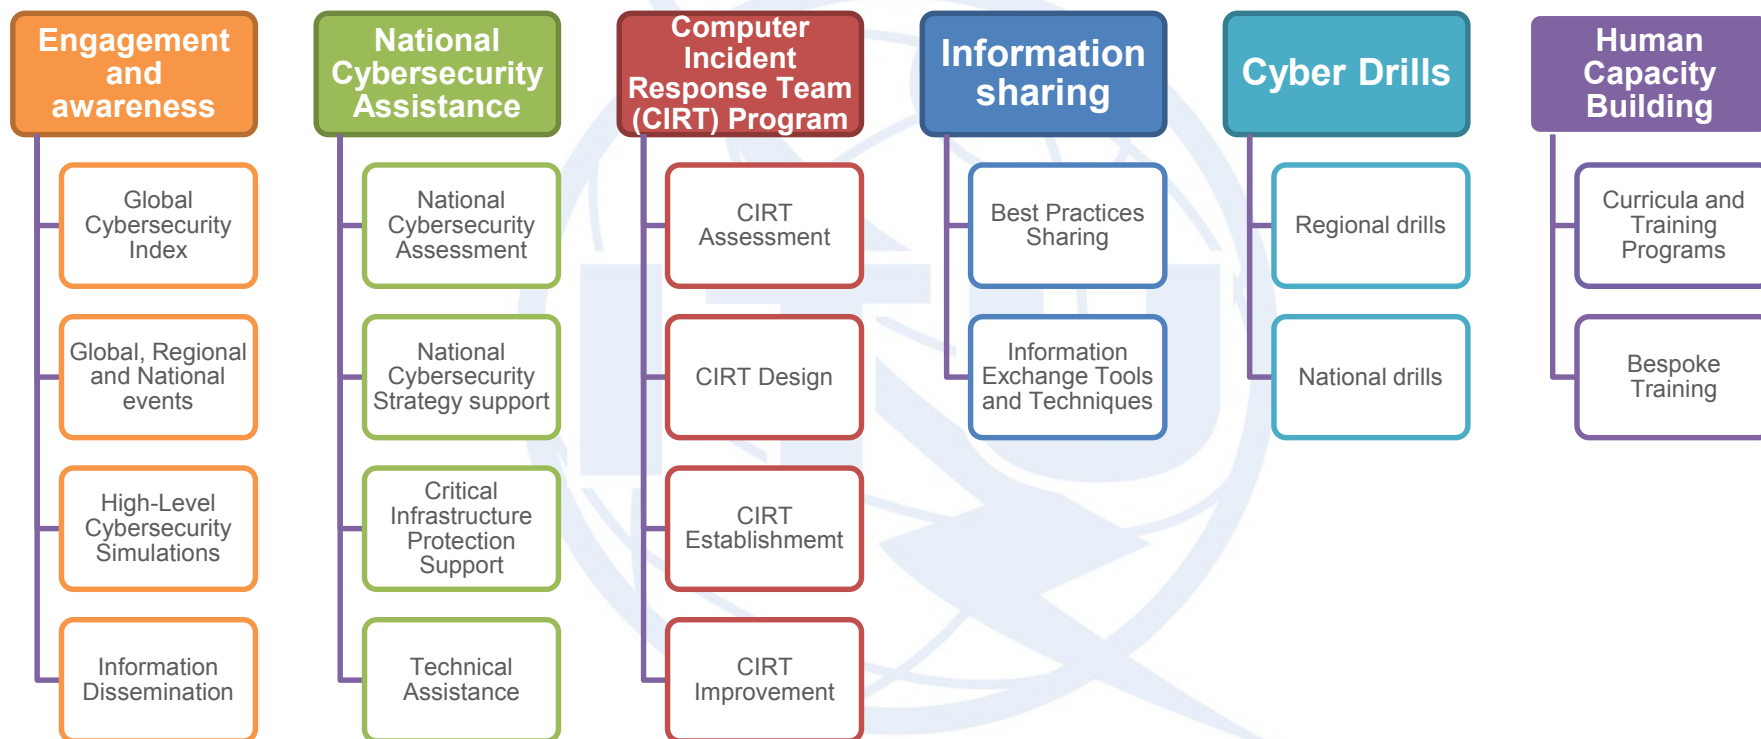 Engagement
and
awareness
Global
Cybersecurity
Index
Global, Regional
and National
events
High-Level
Cybersecurity
Simulations
Information
Dissemination
National
Cybersecurity
Assistance
National
Cybersecurity
Assessment
National
Cybersecurity
Strategy support
Critical
Infrastructure
Protection
Support
Technical
Assistance
Computer
Incident
Response Team
(CIRT) Program
CIRT
Assessment
CIRT Design
CIRT
Establishmemt
CIRT
Improvement
Information
sharing
Best Practices
Sharing
Information
Exchange Tools
and Techniques
Cyber Drills
Regional drills
National drills
Human
Capacity
Building
Curricula and
Training
Programs
Bespoke
Training
ITU